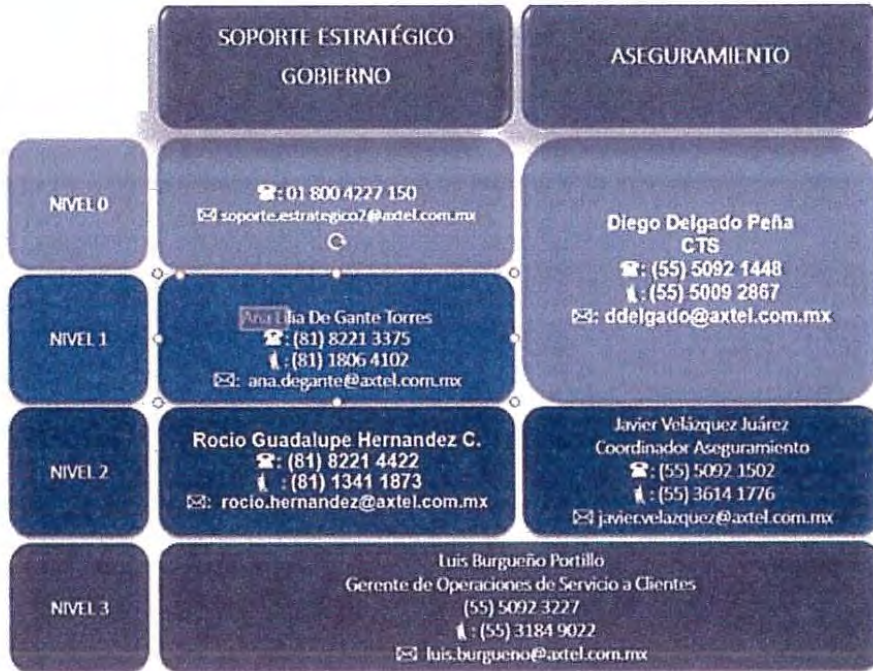 SOPORTE ESTRATÉGICO
GOBIERNO
ASEGURAMIENTO
NIVEL 0
☎: 01 800 4227 150
✉ soporte.estrategico2@axtel.com.mx
Diego Delgado Peña
CTS
☎: (55) 5092 1448
: (55) 5009 2867
✉: ddelgado@axtel.com.mx
NIVEL 1
Ana Lilia De Gante Torres
☎: (81) 8221 3375
: (81) 1806 4102
✉: ana.degante@axtel.com.mx
NIVEL 2
Rocio Guadalupe Hernandez C.
☎: (81) 8221 4422
: (81) 1341 1873
✉: rocio.hernandez@axtel.com.mx
Javier Velázquez Juárez
Coordinador Aseguramiento
☎: (55) 5092 1502
: (55) 3614 1776
✉ javier.velazquez@axtel.com.mx
NIVEL 3
Luis Burgueño Portillo
Gerente de Operaciones de Servicio a Clientes
(55) 5092 3227
: (55) 3184 9022
✉ luis.burgueno@axtel.com.mx